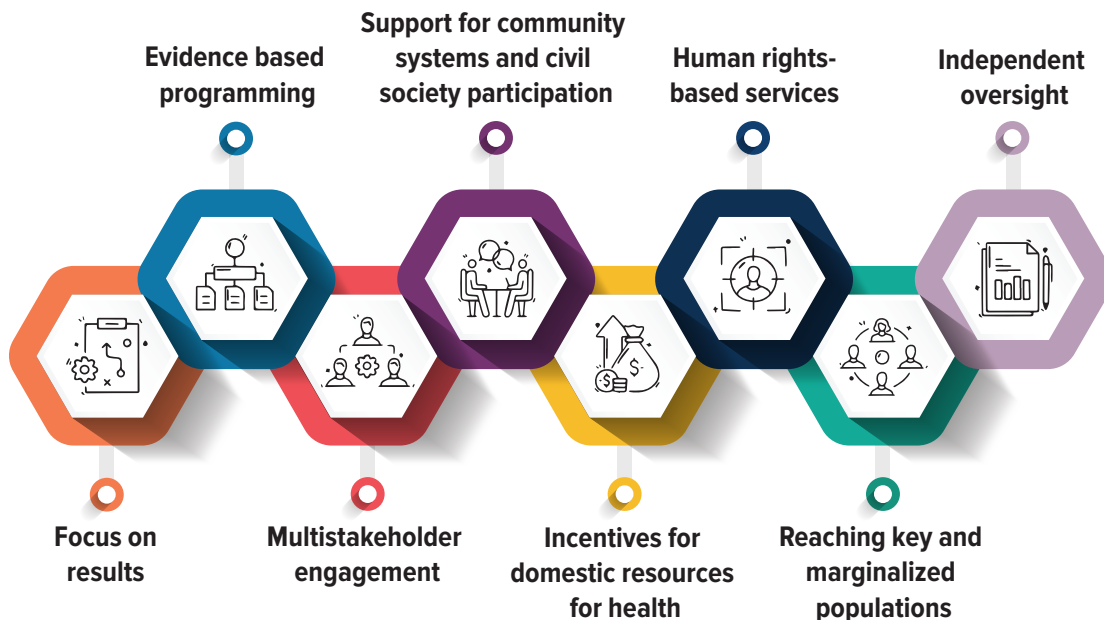 Evidence based
programming
Support for community
systems and civil
society participation
Human rights-
based services
Independent
oversight
Focus on
results
Multistakeholder
engagement
Incentives for
domestic resources
for health
Reaching key and
marginalized
populations